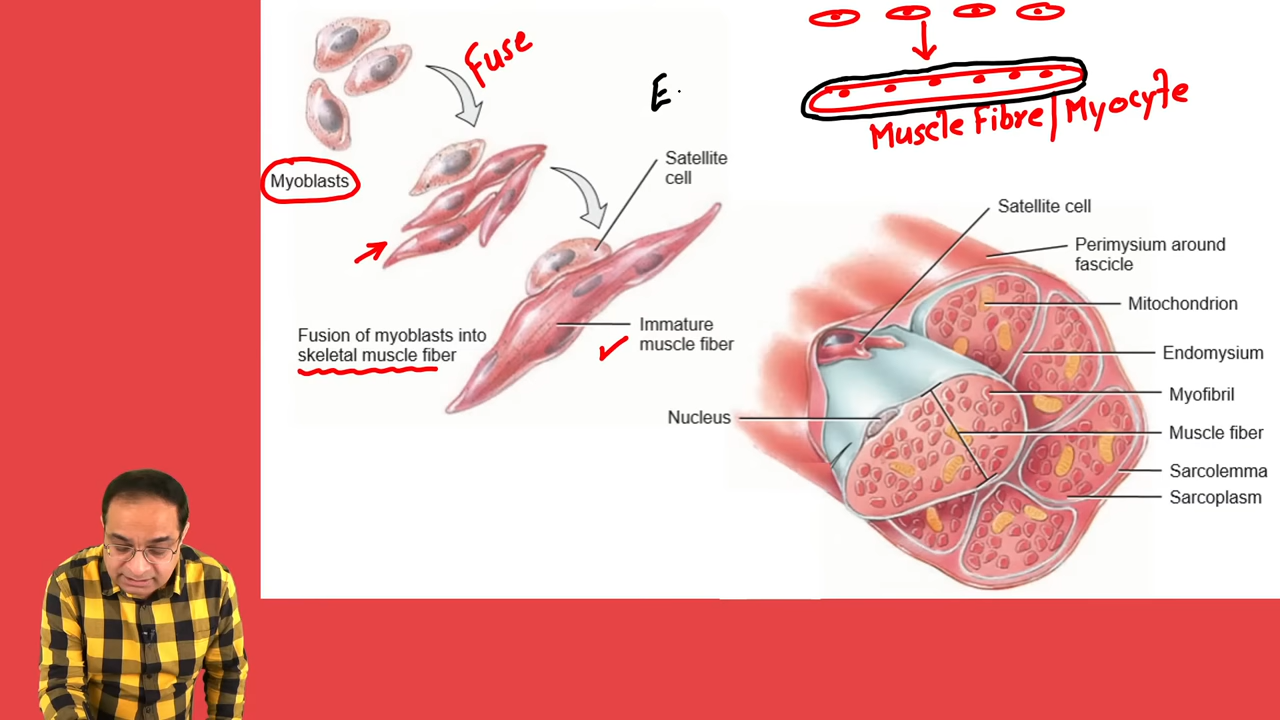 Fuse
E
Muscle Fibre | Myocyte
Myoblasts
Satellite
cell
Fusion of myoblasts into
skeletal muscle fiber
Immature
muscle fiber
Satellite cell
Perimysium around
fascicle
Mitochondrion
Endomysium
Myofibril
Nucleus
Muscle fiber
Sarcolemma
Sarcoplasm